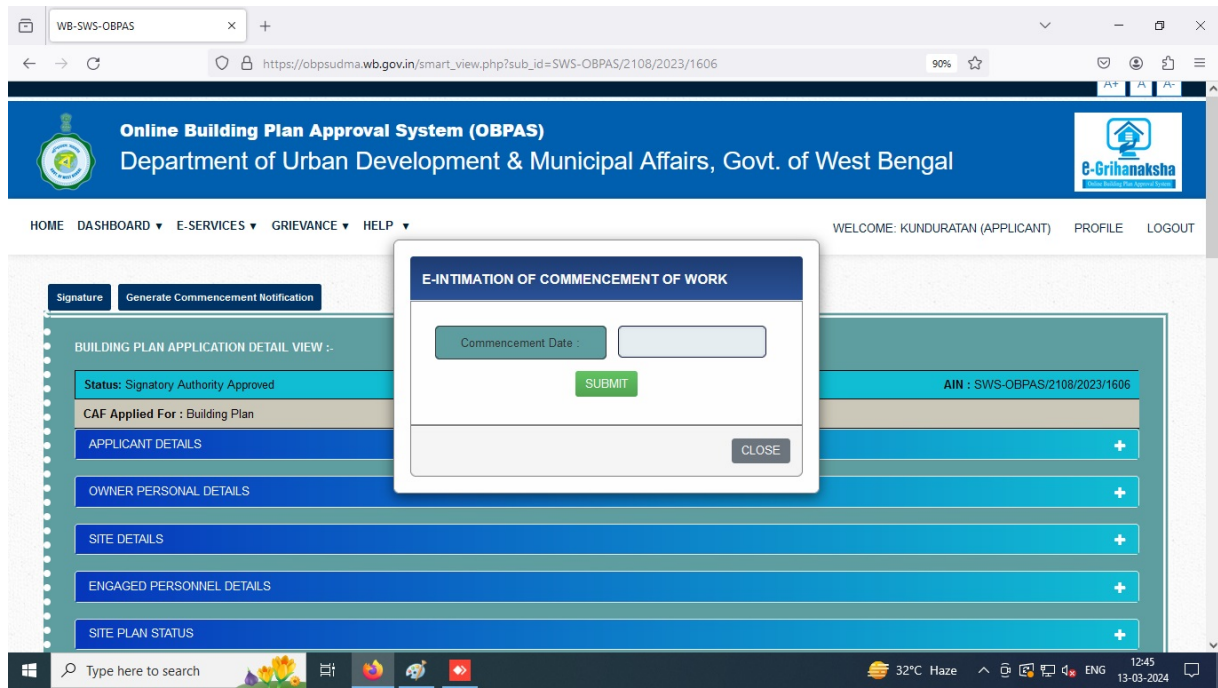 WB-SWS-OBPAS
https://obpsudma.wb.gov.in/smart_view.php?sub_id=SWS-OBPAS/2108/2023/1606
90%
A+ A A-
Online Building Plan Approval System (OBPAS)
Department of Urban Development & Municipal Affairs, Govt. of West Bengal
e-Grihanaksha
Online Building Plan Approval System
HOME DASHBOARD ▾ E-SERVICES ▾ GRIEVANCE ▾ HELP ▾ WELCOME: KUNDURATAN (APPLICANT) PROFILE LOGOUT
E-INTIMATION OF COMMENCEMENT OF WORK
Commencement Date :
SUBMIT
CLOSE
Signature Generate Commencement Notification
BUILDING PLAN APPLICATION DETAIL VIEW :-
Status: Signatory Authority Approved AIN : SWS-OBPAS/2108/2023/1606
CAF Applied For : Building Plan
APPLICANT DETAILS
OWNER PERSONAL DETAILS
SITE DETAILS
ENGAGED PERSONNEL DETAILS
SITE PLAN STATUS
Type here to search 32°C Haze ENG 12:45
13-03-2024